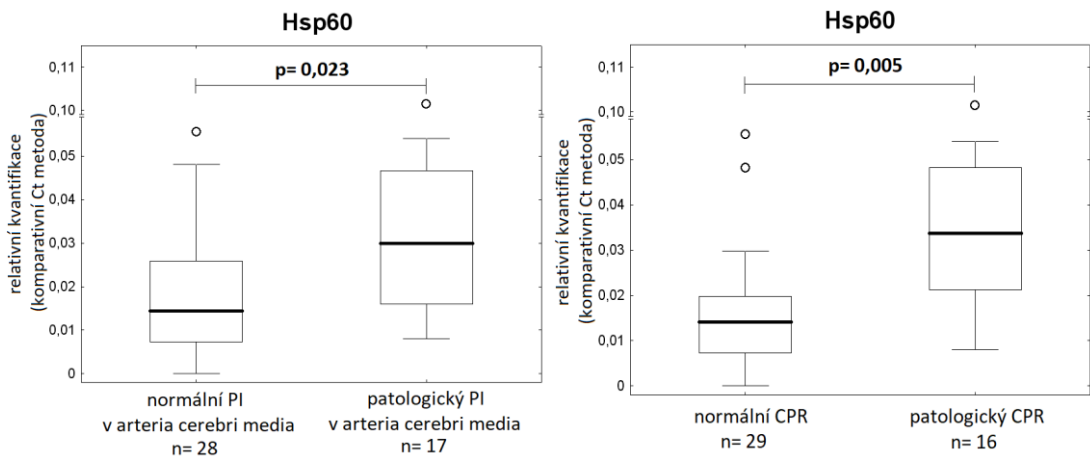 Hsp60
p= 0,023
relativní kvantifikace
(komparativní Ct metoda)
0,11
0,10
0,05
0,04
0,03
0,02
0,01
0
normální PI
v arteria cerebri media
n= 28
patologický PI
v arteria cerebri media
n= 17
Hsp60
p= 0,005
relativní kvantifikace
(komparativní Ct metoda)
0,11
0,10
0,05
0,04
0,03
0,02
0,01
0
normální CPR
n= 29
patologický CPR
n= 16